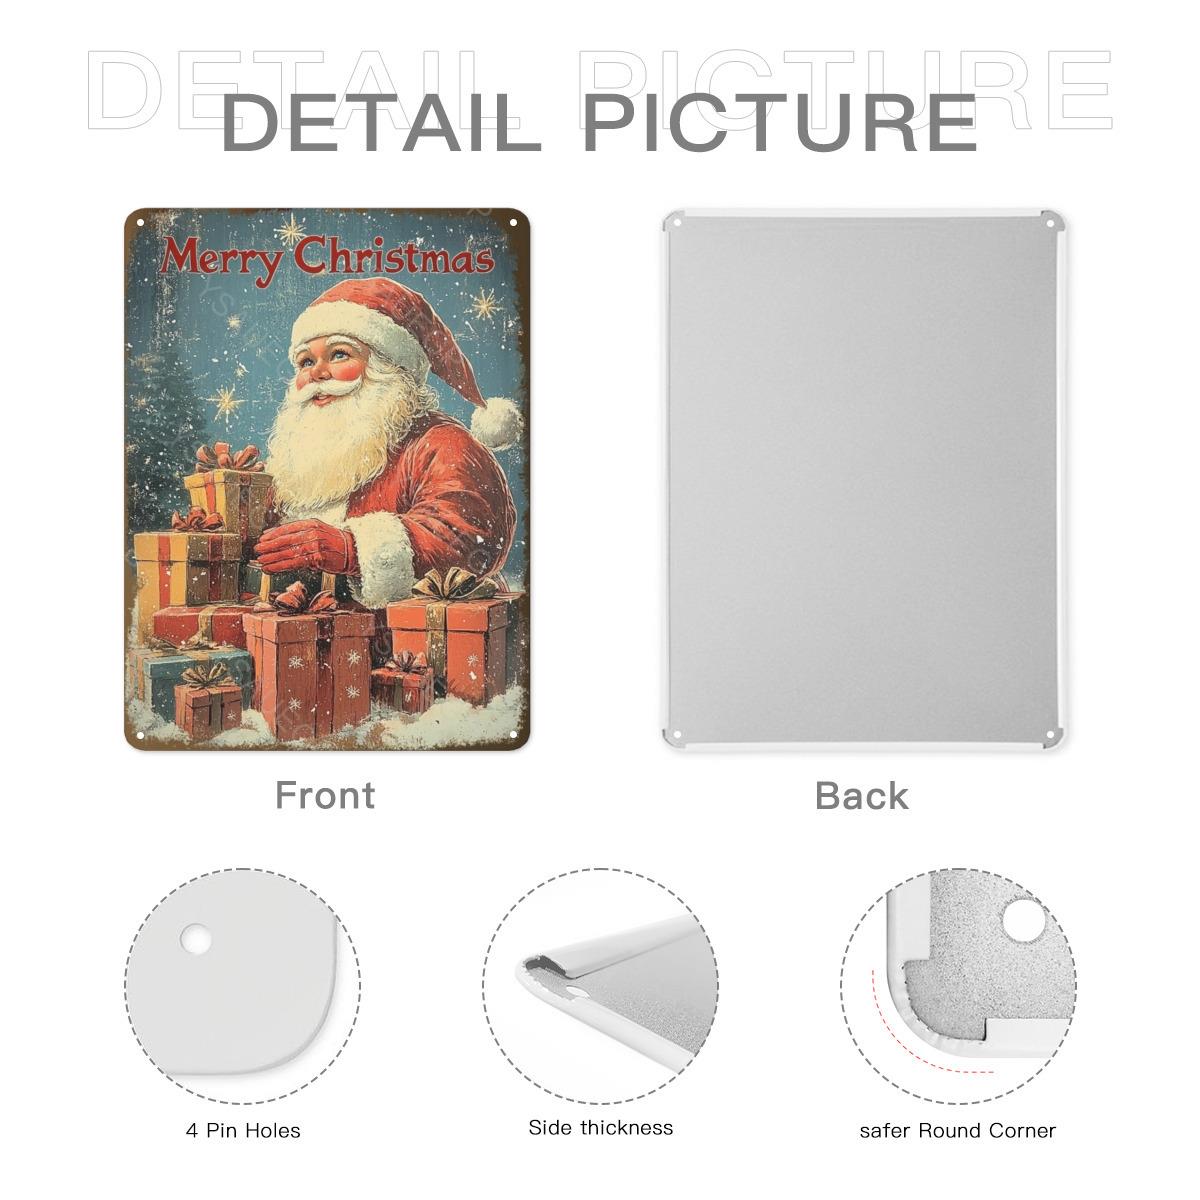 DETAIL PICTURE
DETAIL PICTURE
Merry Christmas
Front
Back
4 Pin Holes
Side thickness
safer Round Corner